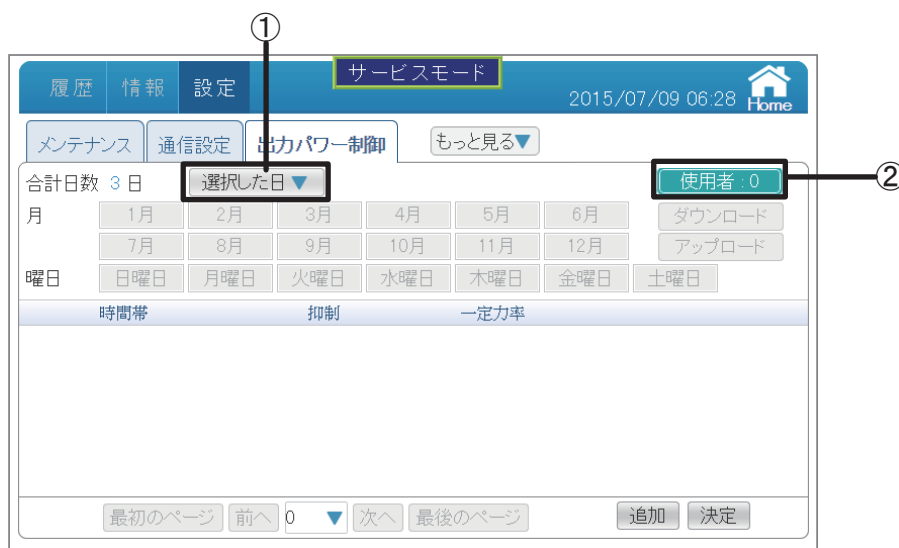 ①
サービスモード
履歴 情報 設定 2015/07/09 06:28 Home
メンテナンス 通信設定 出力パワー制御 もっと見る▼
合計日数 3 日 選択した日 ▼ 使用者:0 ②
月 1月 2月 3月 4月 5月 6月 ダウンロード
7月 8月 9月 10月 11月 12月 アップロード
曜日 日曜日 月曜日 火曜日 水曜日 木曜日 金曜日 土曜日
時間帯 抑制 一定力率
最初のページ 前へ 0 ▼ 次へ 最後のページ 追加 決定